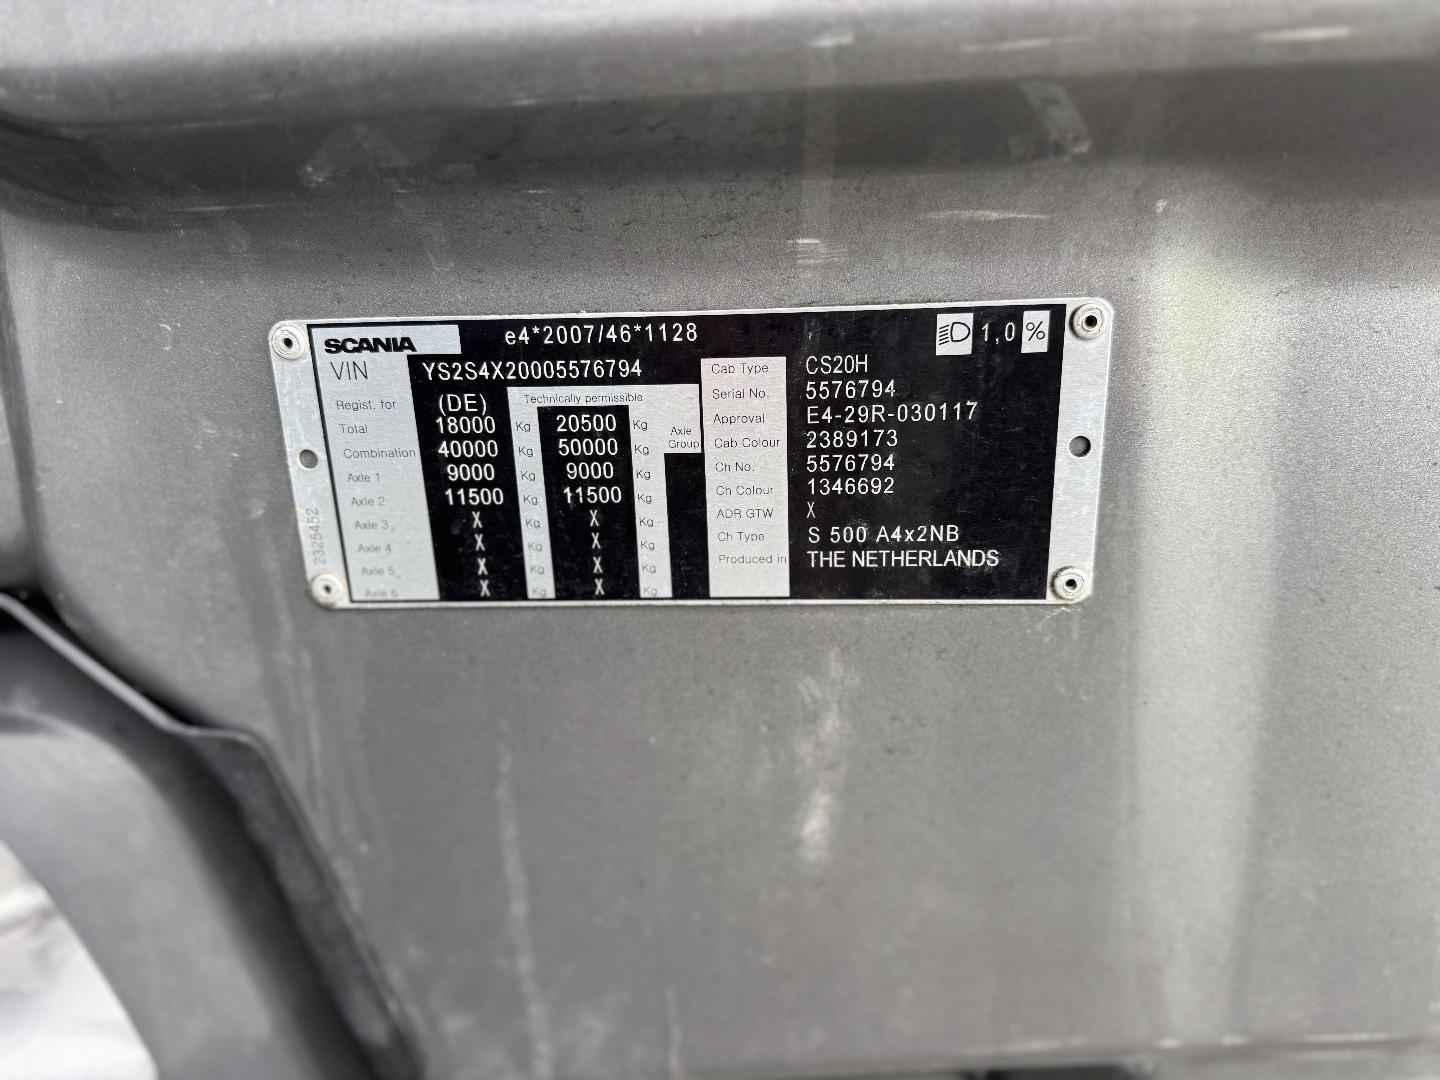 SCANIA e4*2007/46*1128 1,0 %
VIN YS2S4X20005576794
Regist. for (DE) Technically permissible
Total 18000 Kg 20500 Kg Axle Group
Combination 40000 Kg 50000 Kg
Axle 1 9000 Kg 9000 Kg
Axle 2 11500 Kg 11500 Kg
Axle 3 X Kg X Kg
Axle 4 X Kg X Kg
Axle 5 X Kg X Kg
Axle 6 X Kg X Kg
2325452
Cab Type CS20H
Serial No. 5576794
Approval E4-29R-030117
Cab Colour 2389173
Ch No. 5576794
Ch Colour 1346692
ADR GTW X
Ch Type S 500 A4x2NB
Produced in THE NETHERLANDS